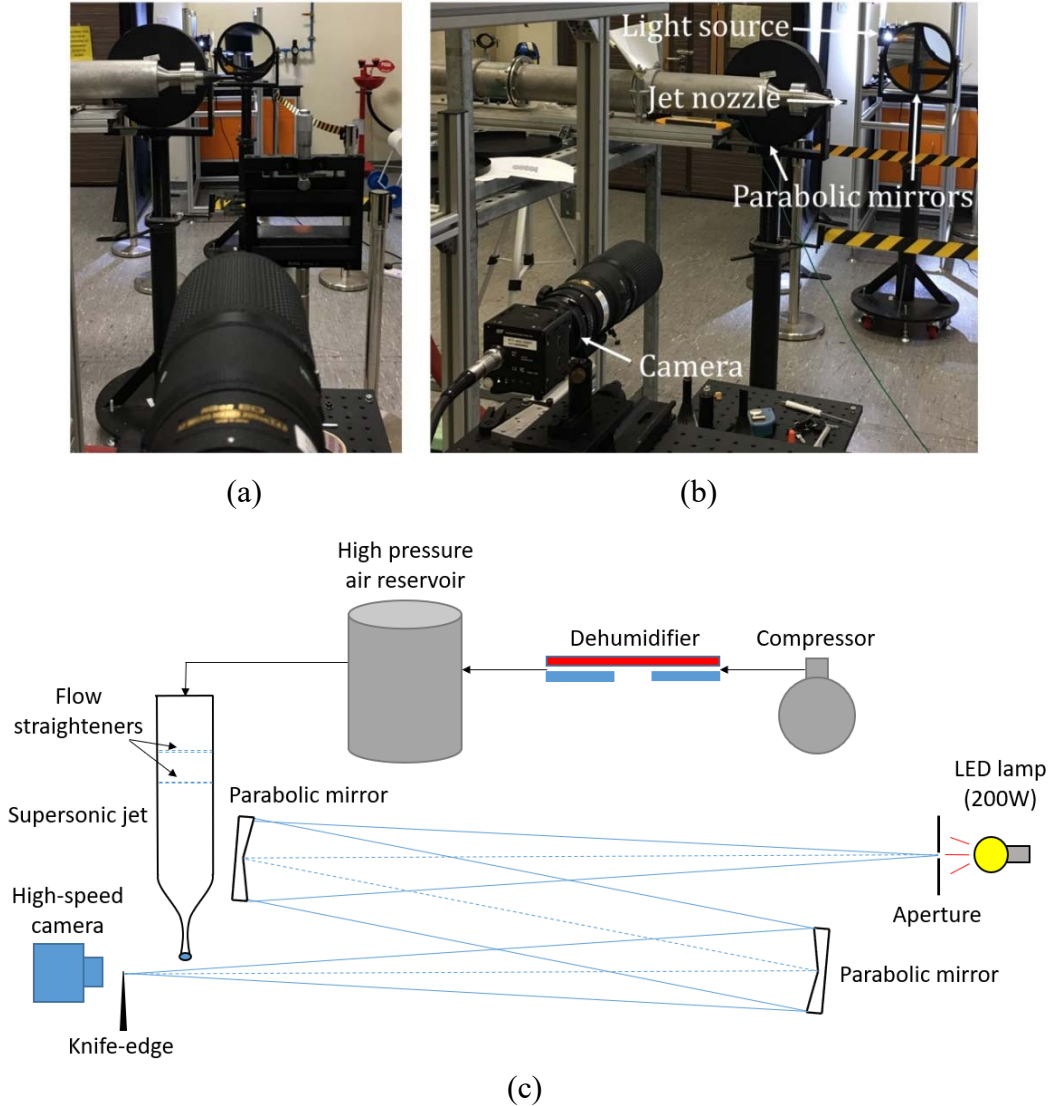 Light source
Jet nozzle
Parabolic mirrors
Camera
(a)
(b)
High pressure
air reservoir
Dehumidifier
Compressor
Flow
straighteners
LED lamp
(200W)
Parabolic mirror
Supersonic jet
High-speed
camera
Aperture
Parabolic mirror
Knife-edge
(c)